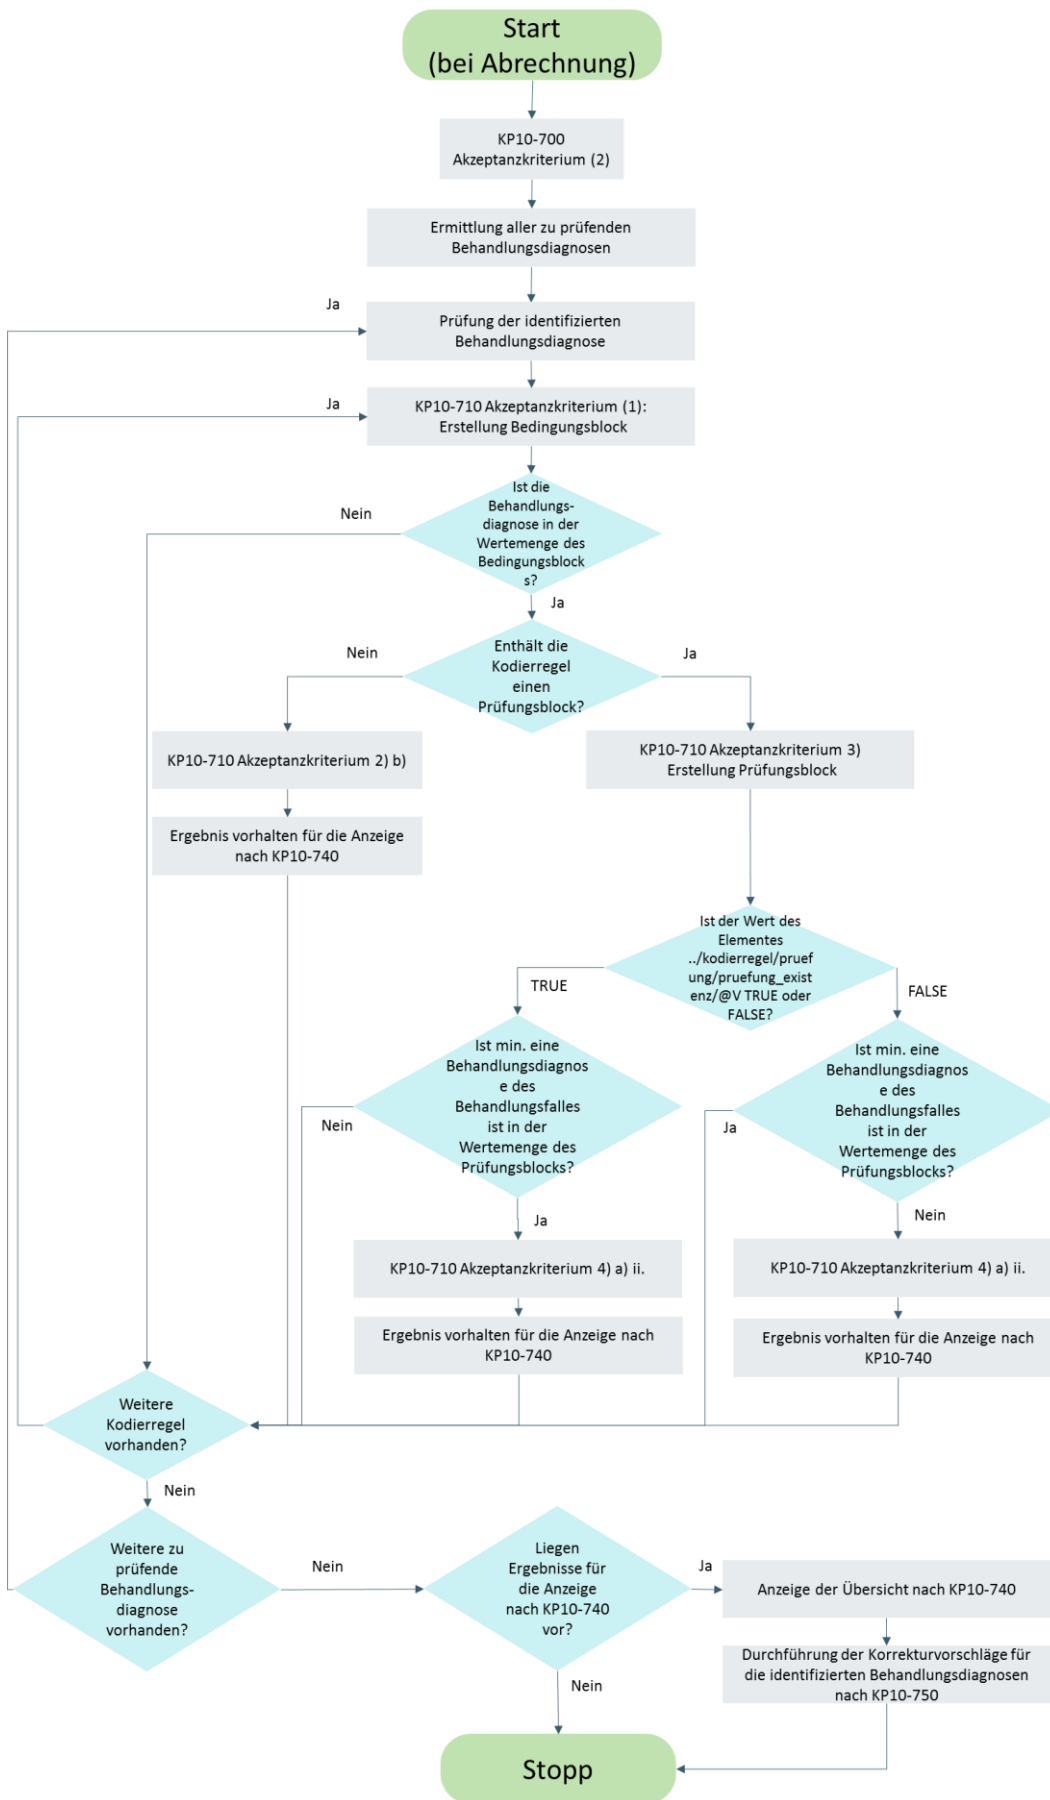 Start
(bei Abrechnung)
KP10-700
Akzeptanzkriterium (2)
Ermittlung aller zu prüfenden
Behandlungsdiagnosen
Ja
Prüfung der identifizierten
Behandlungsdiagnose
Ja
KP10-710 Akzeptanzkriterium (1):
Erstellung Bedingungsblock
Nein
Ist die
Behandlungs-
diagnose in der
Wertemenge des
Bedingungsblock
s?
Ja
Nein
Enthält die
Kodierregel
einen
Prüfungsblock?
Ja
KP10-710 Akzeptanzkriterium 2) b)
KP10-710 Akzeptanzkriterium 3)
Erstellung Prüfungsblock
Ergebnis vorhalten für die Anzeige
nach KP10-740
Ist der Wert des
Elementes
../kodierregel/pruef
ung/pruefung_exist
enz/@V TRUE oder
FALSE?
TRUE
FALSE
Ist min. eine
Behandlungsdiagnos
e des
Behandlungsfalles
ist in der
Wertemenge des
Prüfungsblocks?
Nein
Ist min. eine
Behandlungsdiagnos
e des
Behandlungsfalles
ist in der
Wertemenge des
Prüfungsblocks?
Ja
Ja
Nein
KP10-710 Akzeptanzkriterium 4) a) ii.
KP10-710 Akzeptanzkriterium 4) a) ii.
Ergebnis vorhalten für die Anzeige nach
KP10-740
Ergebnis vorhalten für die Anzeige nach
KP10-740
Weitere
Kodierregel
vorhanden?
Nein
Weitere zu
prüfende
Behandlungs-
diagnose
vorhanden?
Nein
Liegen
Ergebnisse für
die Anzeige
nach KP10-740
vor?
Ja
Anzeige der Übersicht nach KP10-740
Durchführung der Korrekturvorschläge für
die identifizierten Behandlungsdiagnosen
nach KP10-750
Nein
Stopp